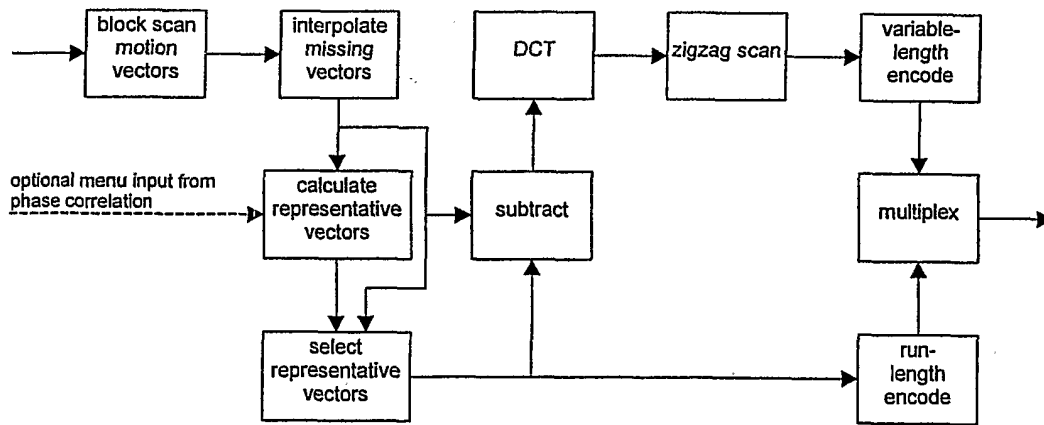 block scan
motion
vectors
interpolate
missing
vectors
DCT
zigzag scan
variable-
length
encode
optional menu input from
phase correlation
calculate
representative
vectors
subtract
multiplex
select
representative
vectors
run-
length
encode